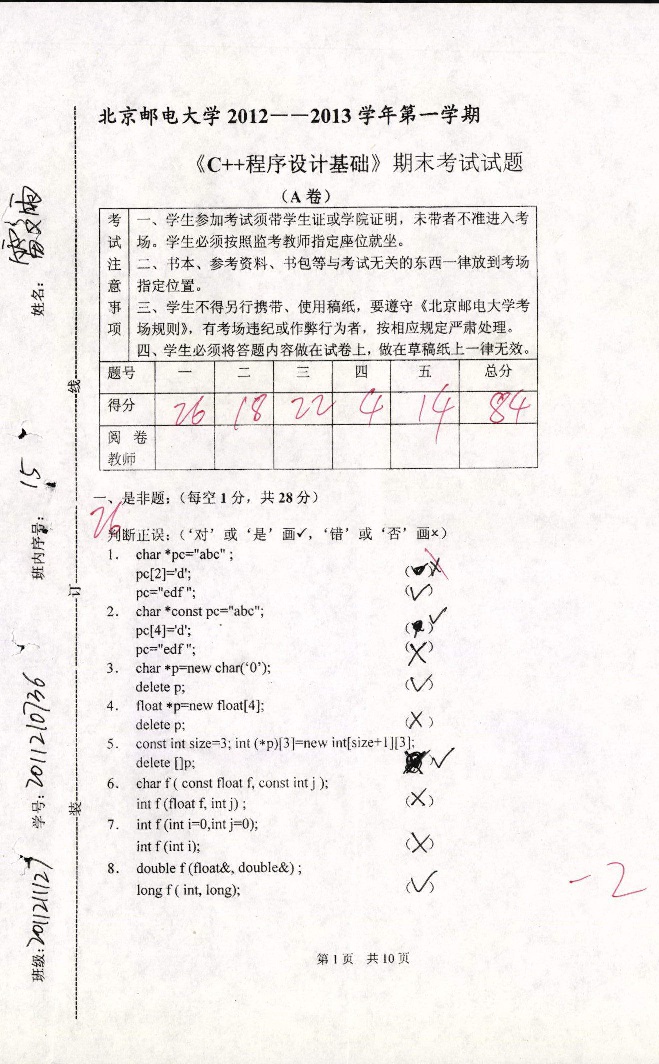 北京邮电大学 2012——2013 学年第一学期
《C++程序设计基础》期末考试试题
（A 卷）
考试注意事项
一、学生参加考试须带学生证或学院证明，未带者不准进入考
场。学生必须按照监考教师指定座位就坐。
二、书本、参考资料、书包等与考试无关的东西一律放到考场
指定位置。
三、学生不得另行携带、使用稿纸，要遵守《北京邮电大学考
场规则》，有考场违纪或作弊行为者，按相应规定严肃处理。
四、学生必须将答题内容做在试卷上，做在草稿纸上一律无效。
题号 一 二 三 四 五 总分
得分 26 18 22 4 14 84
阅 卷
教师
一、是非题：（每空 1 分，共 28 分）
26
判断正误：（‘对’或‘是’画✓，‘错’或‘否’画×）
1. char *pc="abc" ;
pc[2]='d'; ( ) ×
pc="edf "; (✓)
2. char *const pc="abc";
pc[4]='d'; ( ) ✓
pc="edf "; (×)
3. char *p=new char(‘0’);
delete p; (✓)
4. float *p=new float[4];
delete p; (×)
5. const int size=3; int (*p)[3]=new int[size+1][3];
delete []p; ( ) ✓
6. char f ( const float f, const int j );
int f (float f, int j) ; (×)
7. int f (int i=0,int j=0);
int f (int i); (×)
8. double f (float&, double&) ;
long f ( int, long); (✓)
-2
第 1 页 共 10 页
班级: 2011211127 学号: 2011210736 班内序号: 15 姓名:
装 订 线